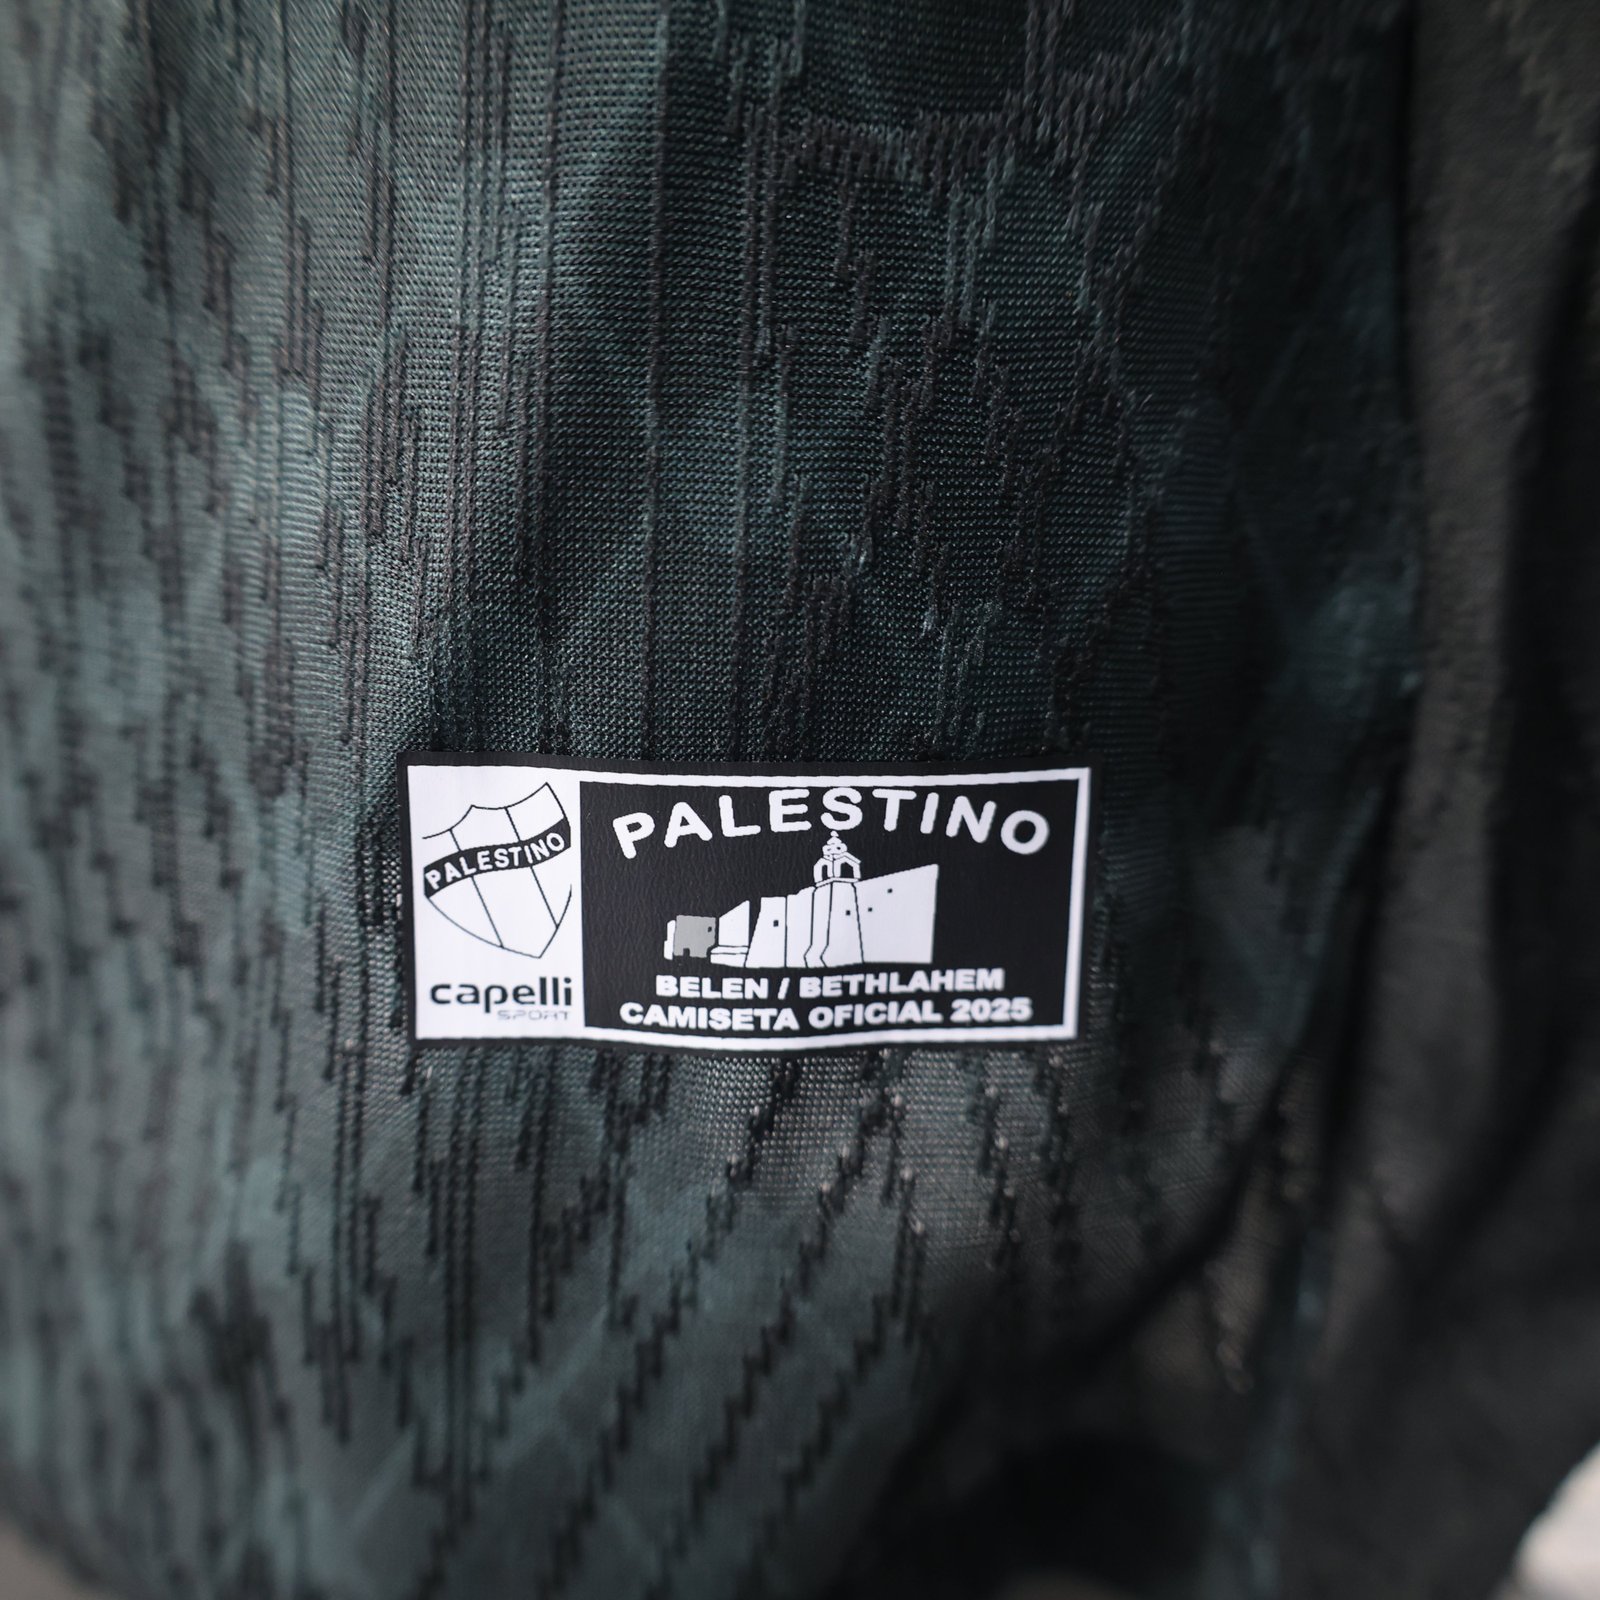 PALESTINO
capelli
SPORT
PALESTINO
BELEN / BETHLAHEM
CAMISETA OFICIAL 2025